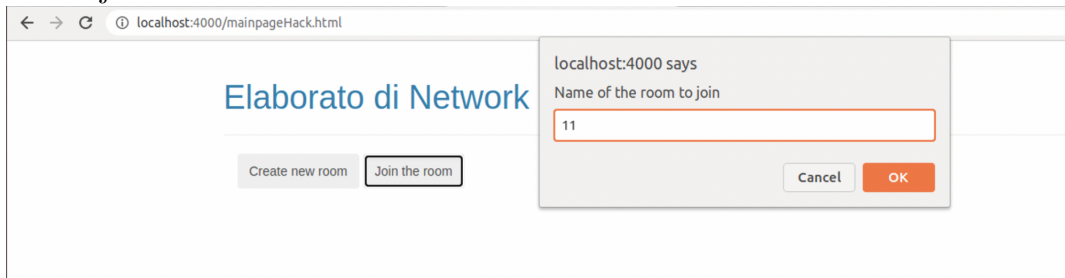 localhost:4000/mainpageHack.html
localhost:4000 says
Name of the room to join
11
Cancel OK
Elaborato di Network
Create new room Join the room